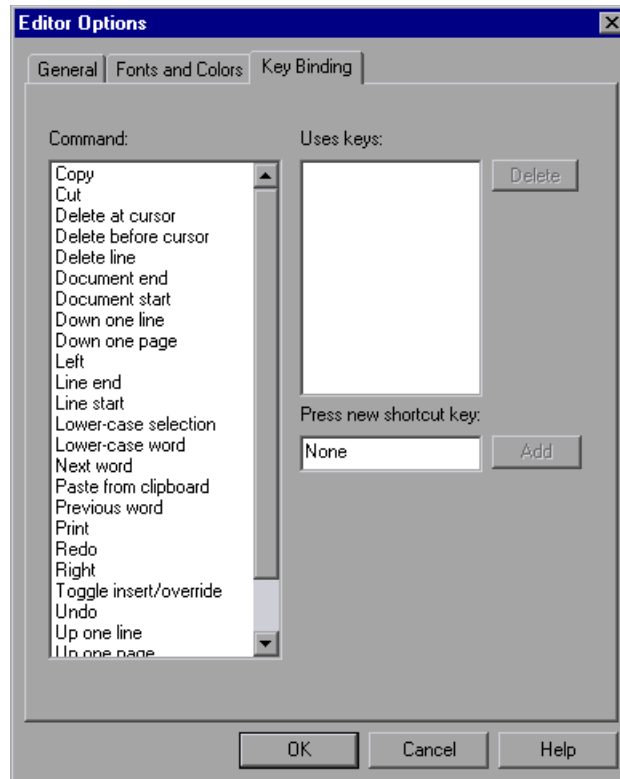 Editor Options
General Fonts and Colors Key Binding
Command:
Copy
Cut
Delete at cursor
Delete before cursor
Delete line
Document end
Document start
Down one line
Down one page
Left
Line end
Line start
Lower-case selection
Lower-case word
Next word
Paste from clipboard
Previous word
Print
Redo
Right
Toggle insert/override
Undo
Up one line
Up one page
Uses keys:
Delete
Press new shortcut key:
None
Add
OK Cancel Help